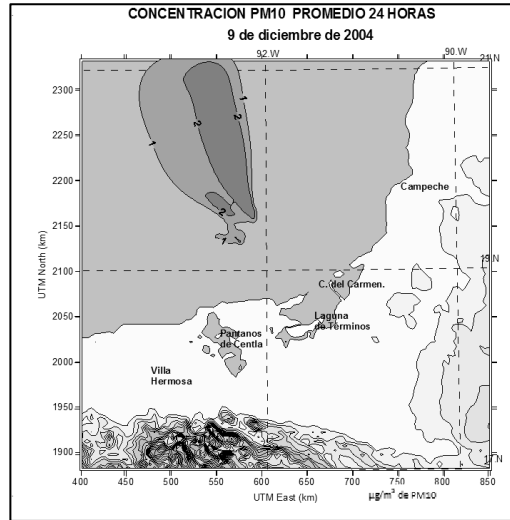 CONCENTRACION PM10 PROMEDIO 24 HORAS
9 de diciembre de 2004
92 W
90 W
21 N
2300
2250
2200
2150
2100
2050
2000
1950
1900
UTM North (km)
1
1
2
2
2
1
1
Campeche
19 N
C. del Carmen.
Laguna
de Términos
Pantanos
de Centla
Villa
Hermosa
17 N
400 450 500 550 600 650 700 750 800 850
UTM East (km)
µg/m³ de PM10